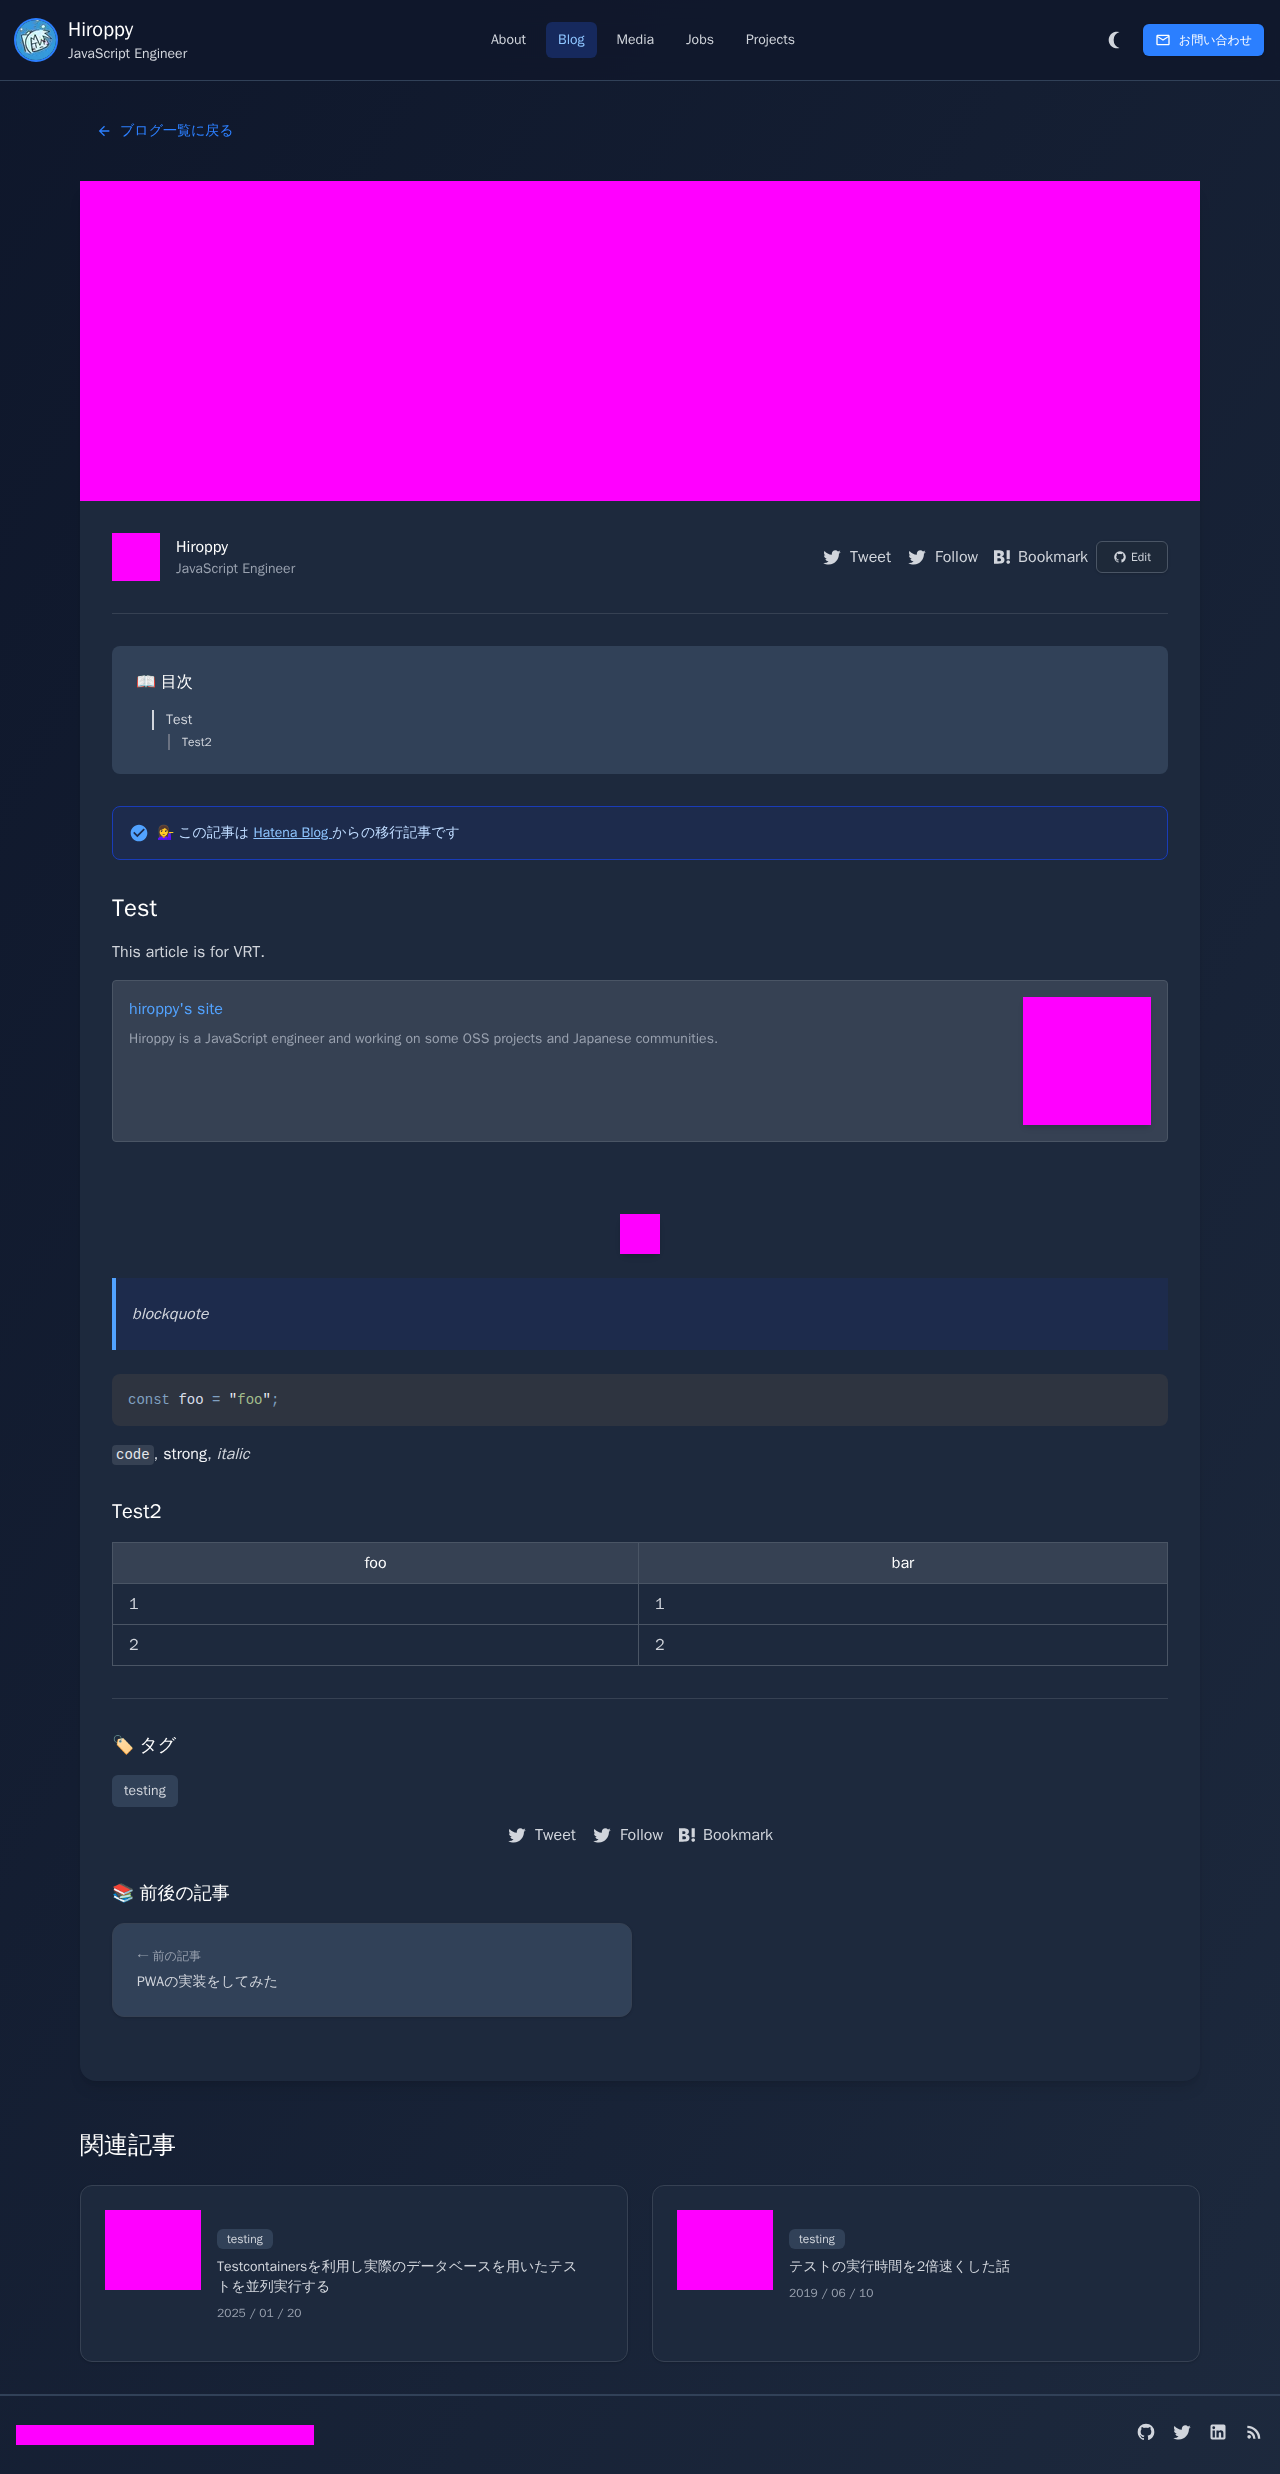 Hiroppy
JavaScript Engineer
About
Blog
Media
Jobs
Projects
お問い合わせ
ブログ一覧に戻る
Hiroppy
JavaScript Engineer
Tweet
Follow
B! Bookmark
Edit
📖 目次
Test
Test2
💁‍♀️ この記事は Hatena Blog からの移行記事です
Test
This article is for VRT.
hiroppy's site
Hiroppy is a JavaScript engineer and working on some OSS projects and Japanese communities.
blockquote
const foo = "foo";
code, strong, italic
Test2
foo bar
1 1
2 2
🏷️ タグ
testing
Tweet
Follow
B! Bookmark
📚 前後の記事
← 前の記事
PWAの実装をしてみた
関連記事
testing
Testcontainersを利用し実際のデータベースを用いたテス
トを並列実行する
2025 / 01 / 20
testing
テストの実行時間を2倍速くした話
2019 / 06 / 10